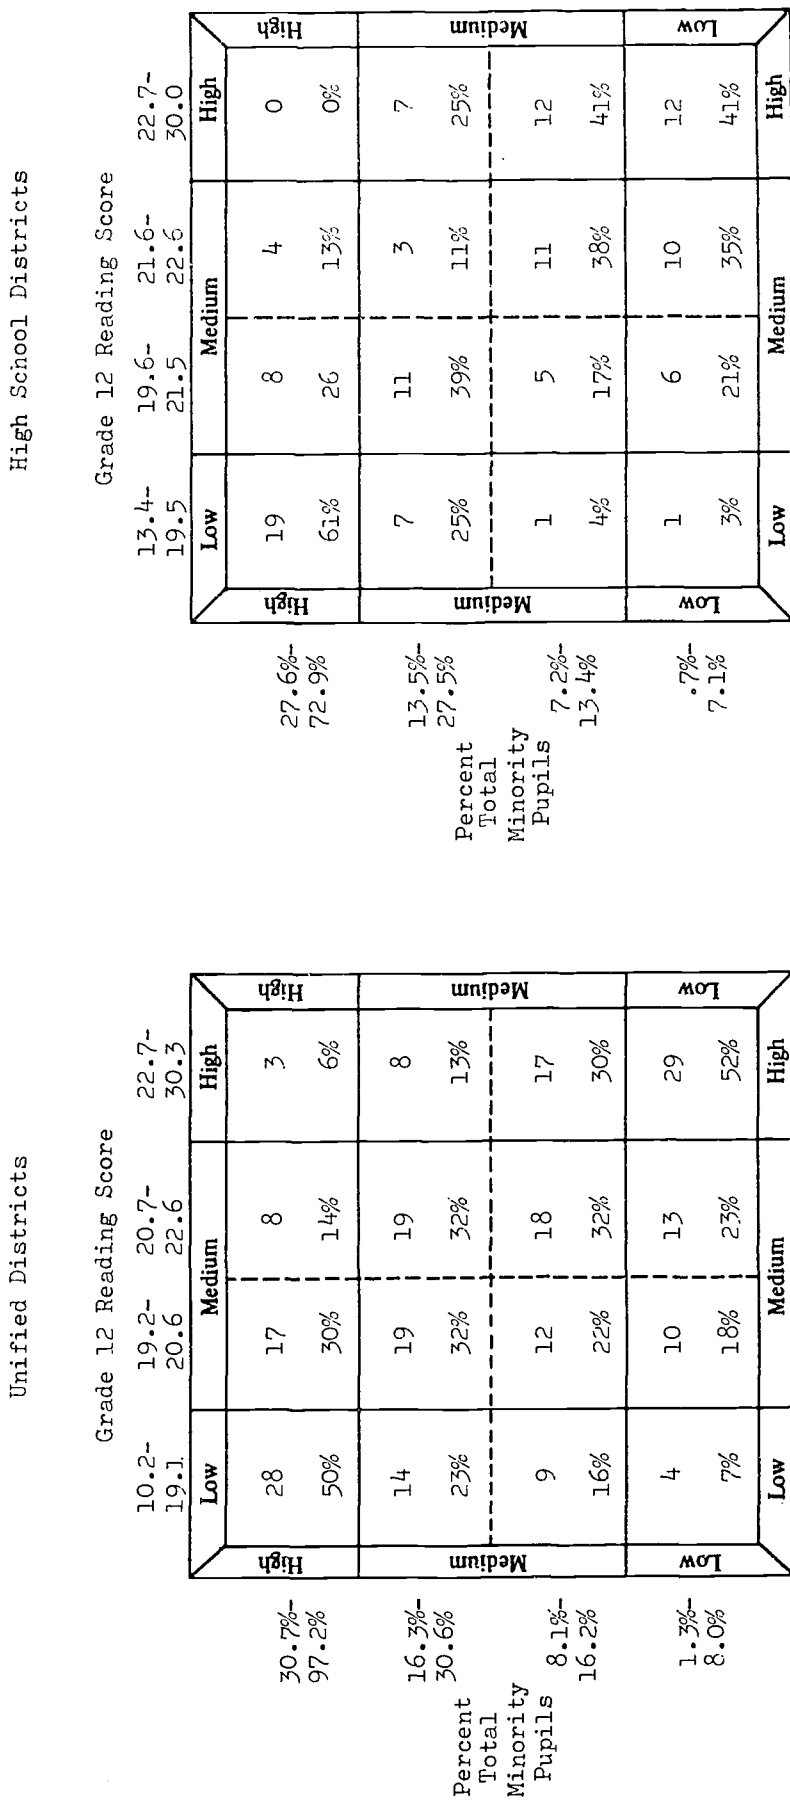 Unified Districts
Grade 12 Reading Score
10.2-
19.1
19.2-
20.6
20.7-
22.6
22.7-
30.3
Low
Medium
High
Percent
Total
Minority
Pupils
30.7%-
97.2%
High
28
17
8
3
High
50%
30%
14%
6%
16.3%-
30.6%
Medium
14
19
19
8
Medium
23%
32%
32%
13%
8.1%-
16.2%
9
12
18
17
16%
22%
32%
30%
1.3%-
8.0%
Low
4
10
13
29
Low
7%
18%
23%
52%
Low
Medium
High
High School Districts
Grade 12 Reading Score
13.4-
19.5
19.6-
21.5
21.6-
22.6
22.7-
30.0
Low
Medium
High
Percent
Total
Minority
Pupils
27.6%-
72.9%
High
19
8
4
0
High
61%
26
13%
0%
13.5%-
27.5%
Medium
7
11
3
7
Medium
25%
39%
11%
25%
7.2%-
13.4%
1
5
11
12
4%
17%
38%
41%
.7%-
7.1%
Low
1
6
10
12
Low
3%
21%
35%
41%
Low
Medium
High